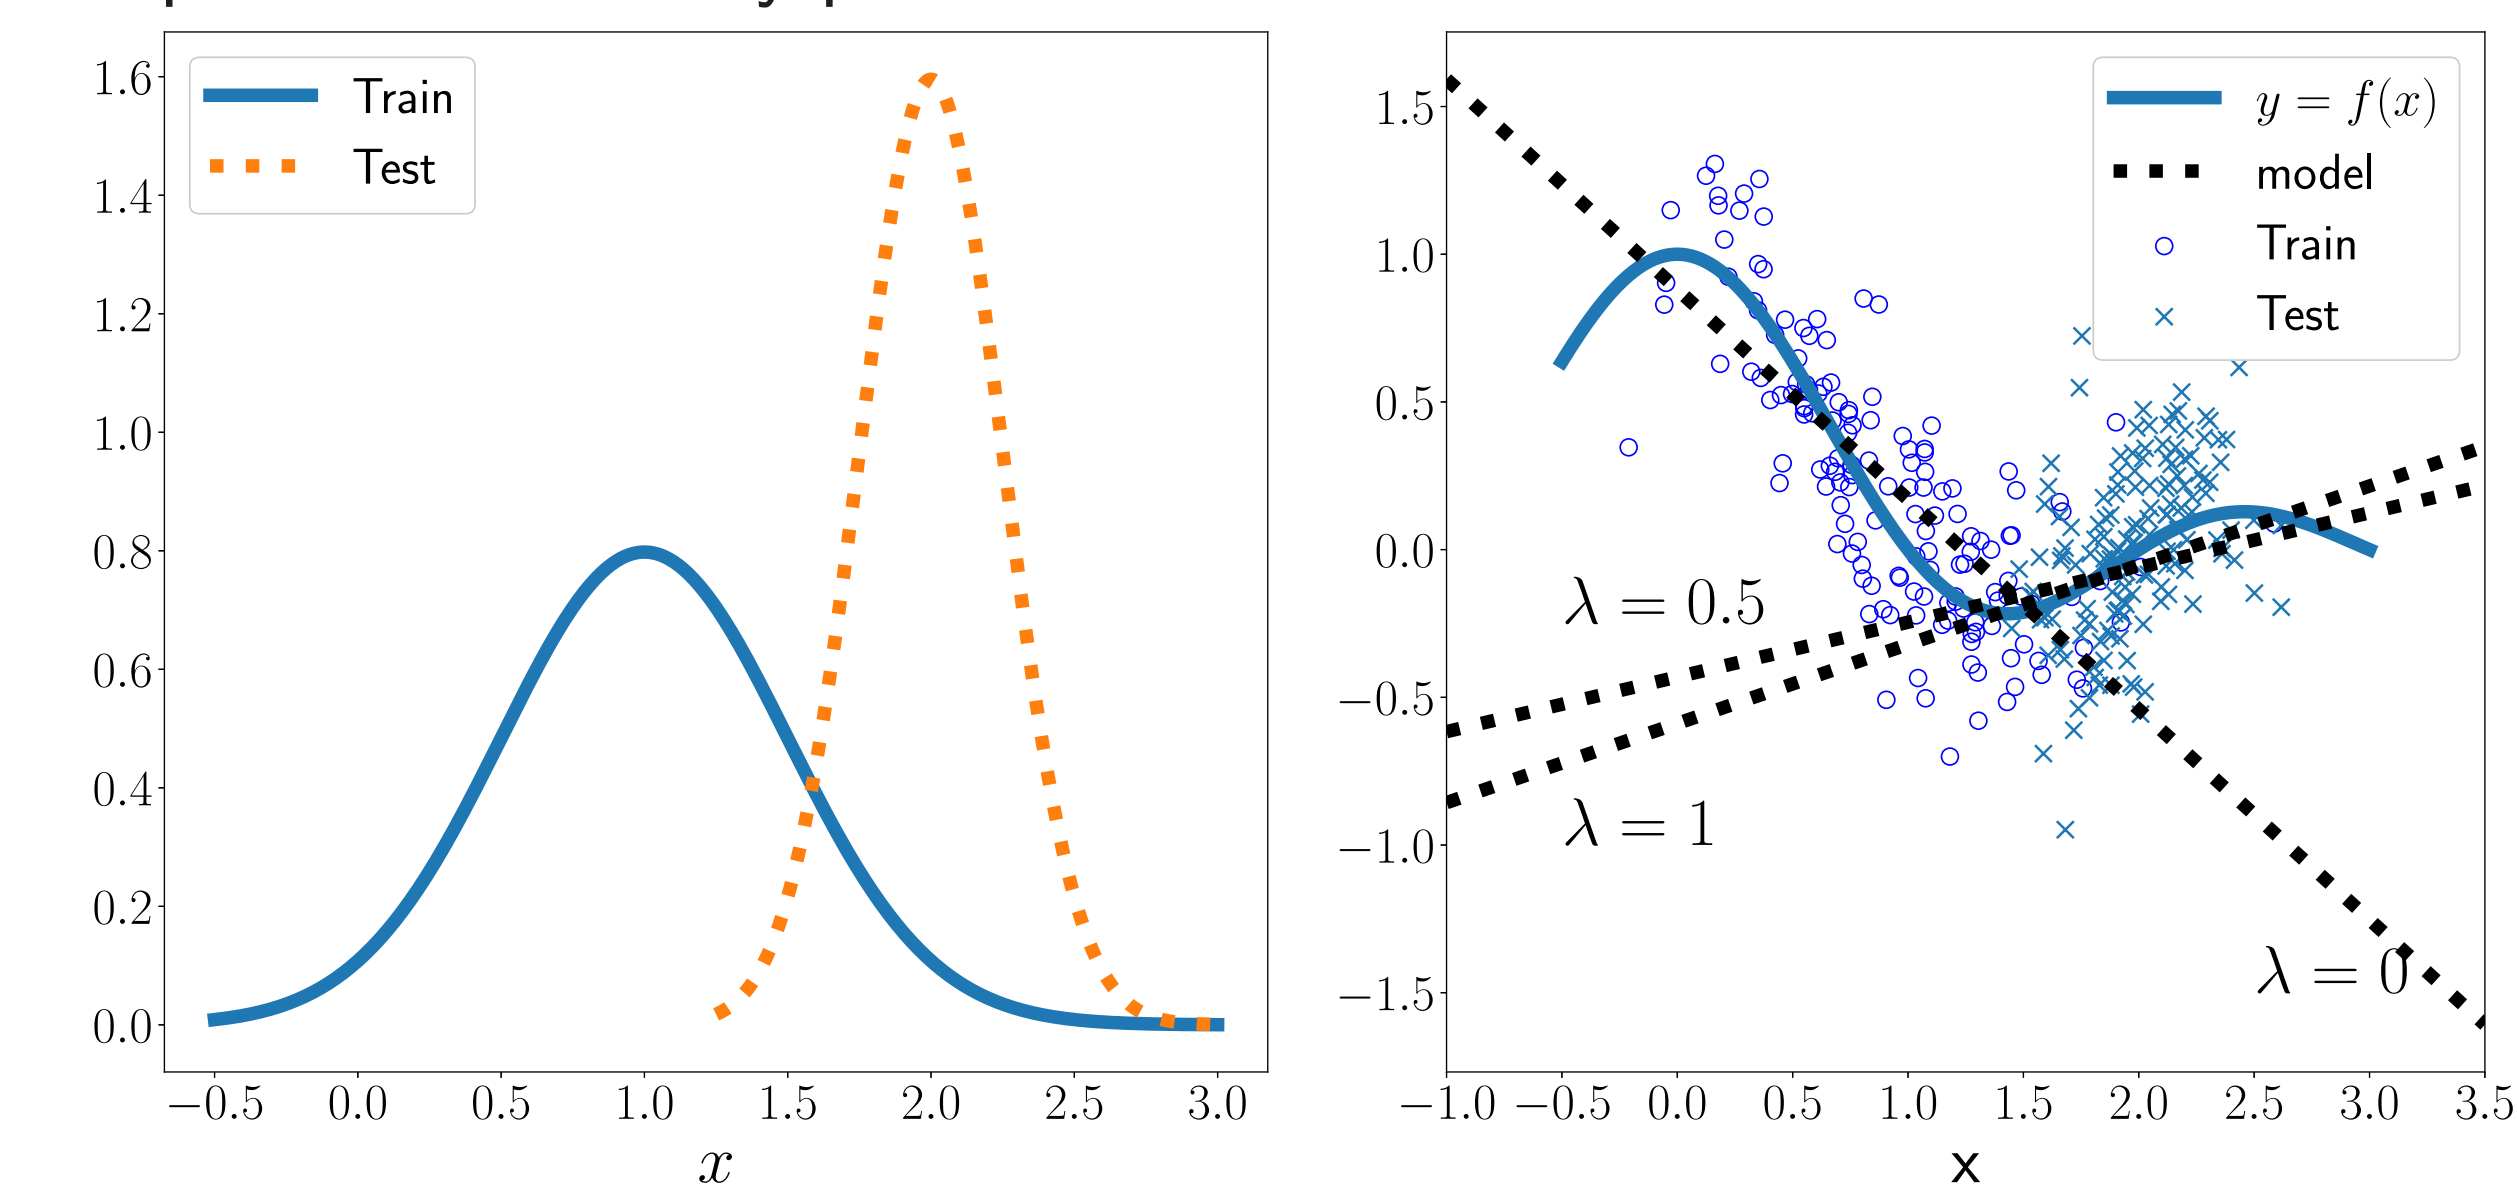 Train
Test
1.6
1.4
1.2
1.0
0.8
0.6
0.4
0.2
0.0
−0.5 0.0 0.5 1.0 1.5 2.0 2.5 3.0
x
y = f(x)
model
Train
Test
1.5
1.0
0.5
0.0
−0.5
−1.0
−1.5
λ = 0.5
λ = 1
λ = 0
−1.0 −0.5 0.0 0.5 1.0 1.5 2.0 2.5 3.0 3.5
x